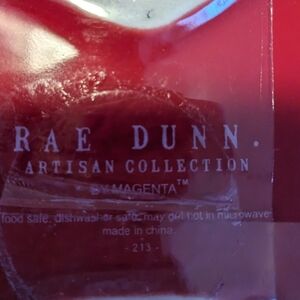 RAE DUNN.
ARTISAN COLLECTION
BY MAGENTA™
food safe, dishwasher safe, may get hot in microwave
made in china
- 213 -